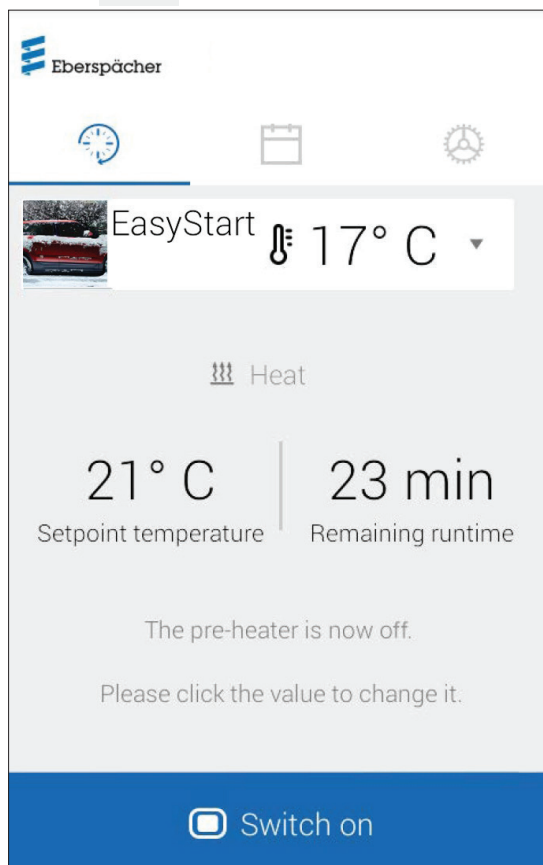 Eberspächer
EasyStart
17° C
Heat
21° C
23 min
Setpoint temperature
Remaining runtime
The pre-heater is now off.
Please click the value to change it.
Switch on